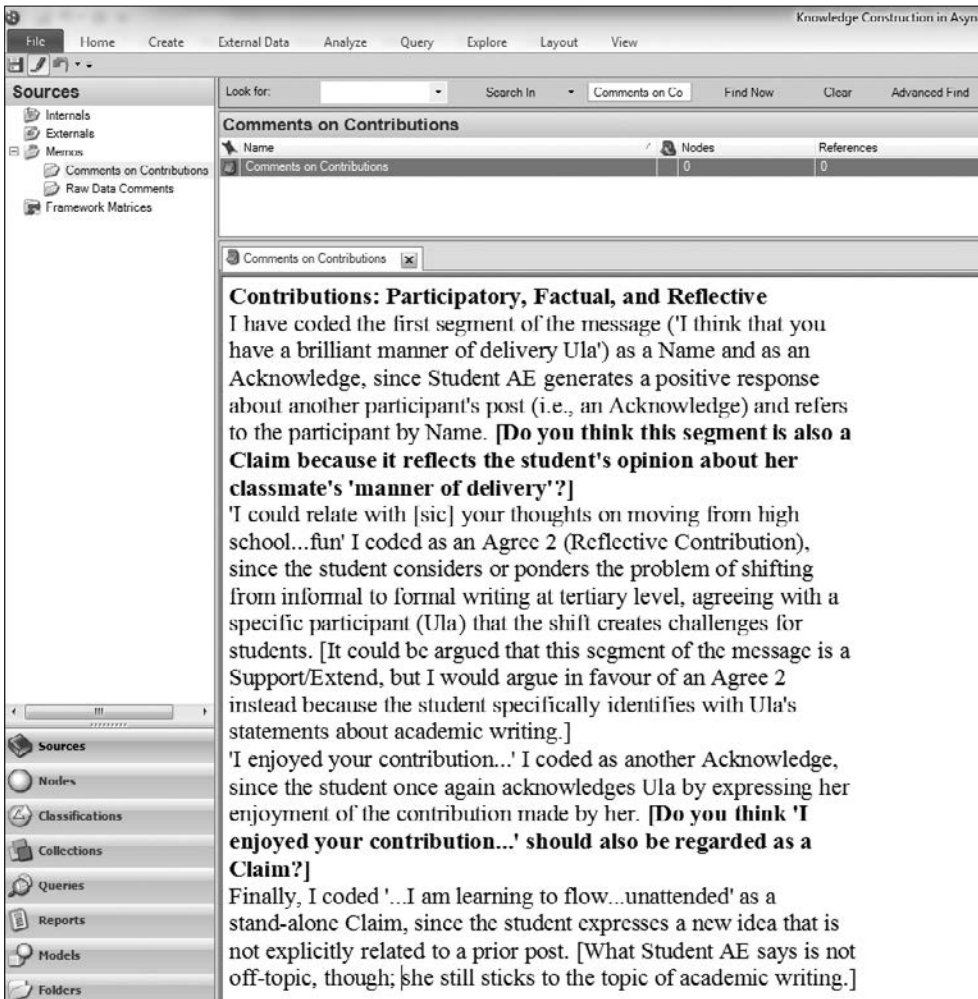 Knowledge Construction in Asyn
File Home Create External Data Analyze Query Explore Layout View
Sources
Look for: Search In Comments on Co Find Now Clear Advanced Find
Internals
Externals
Memos
Comments on Contributions
Raw Data Comments
Framework Matrices
Comments on Contributions
Name Nodes References
Comments on Contributions 0 0
Comments on Contributions
Contributions: Participatory, Factual, and Reflective
I have coded the first segment of the message ('I think that you
have a brilliant manner of delivery Ula') as a Name and as an
Acknowledge, since Student AE generates a positive response
about another participant's post (i.e., an Acknowledge) and refers
to the participant by Name. [Do you think this segment is also a
Claim because it reflects the student's opinion about her
classmate's 'manner of delivery'?]
'I could relate with [sic] your thoughts on moving from high
school...fun' I coded as an Agree 2 (Reflective Contribution),
since the student considers or ponders the problem of shifting
from informal to formal writing at tertiary level, agreeing with a
specific participant (Ula) that the shift creates challenges for
students. [It could be argued that this segment of the message is a
Support/Extend, but I would argue in favour of an Agree 2
instead because the student specifically identifies with Ula's
statements about academic writing.]
'I enjoyed your contribution...' I coded as another Acknowledge,
since the student once again acknowledges Ula by expressing her
enjoyment of the contribution made by her. [Do you think 'I
enjoyed your contribution...' should also be regarded as a
Claim?]
Finally, I coded '...I am learning to flow...unattended' as a
stand-alone Claim, since the student expresses a new idea that is
not explicitly related to a prior post. [What Student AE says is not
off-topic, though; she still sticks to the topic of academic writing.]
Sources
Nodes
Classifications
Collections
Queries
Reports
Models
Folders